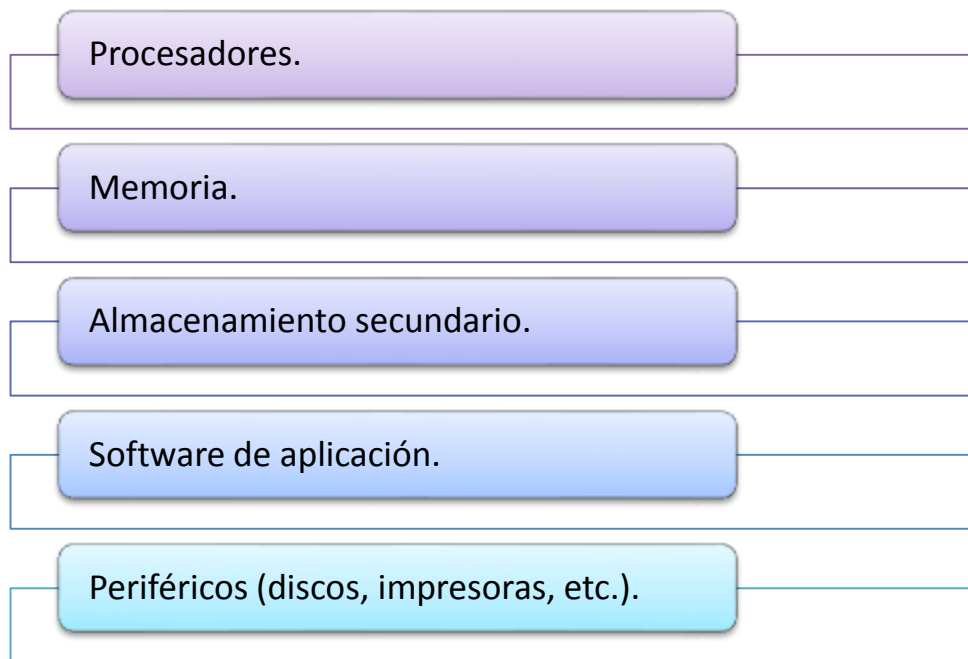 Procesadores.
Memoria.
Almacenamiento secundario.
Software de aplicación.
Periféricos (discos, impresoras, etc.).